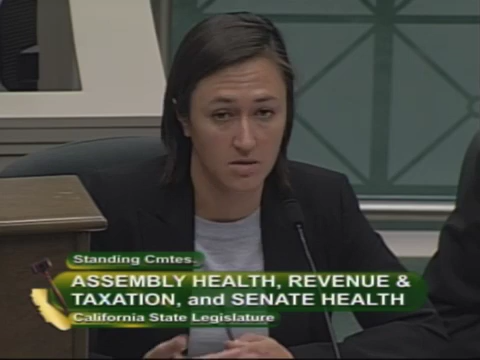 Standing Cmtes.
ASSEMBLY HEALTH, REVENUE &
TAXATION, and SENATE HEALTH
California State Legislature